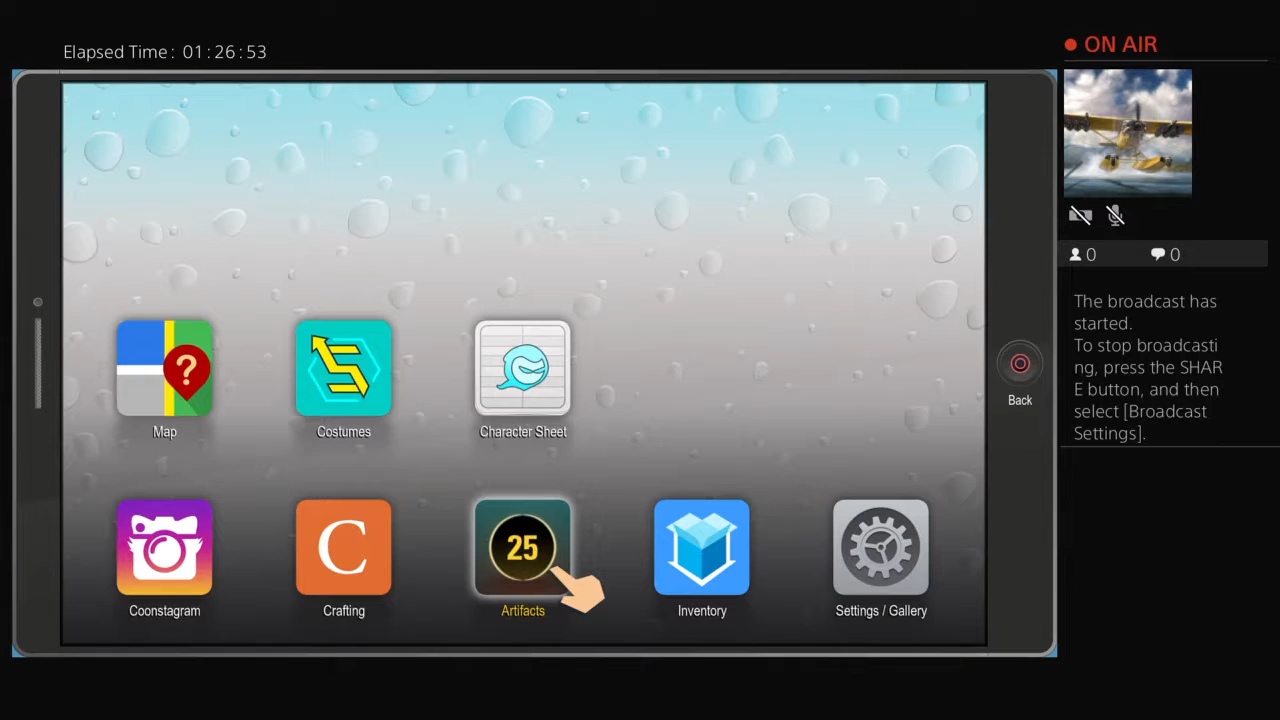 Elapsed Time: 01:26:53
ON AIR
0 0
The broadcast has
started.
To stop broadcasti
ng, press the SHAR
E button, and then
select [Broadcast
Settings].
?
Map
Costumes
Character Sheet
Back
Coonstagram
C
Crafting
25
Artifacts
Inventory
Settings / Gallery